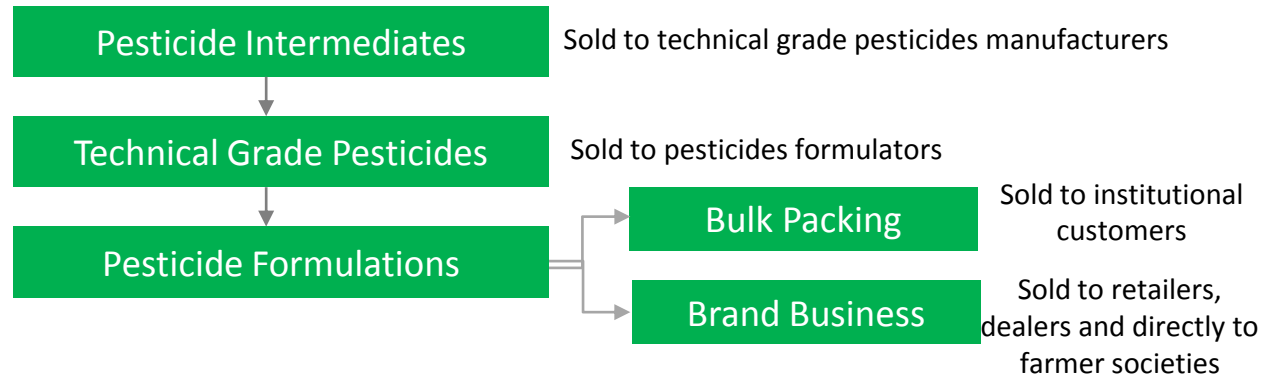 Pesticide Intermediates
Sold to technical grade pesticides manufacturers
Technical Grade Pesticides
Sold to pesticides formulators
Pesticide Formulations
Bulk Packing
Sold to institutional
customers
Brand Business
Sold to retailers,
dealers and directly to
farmer societies